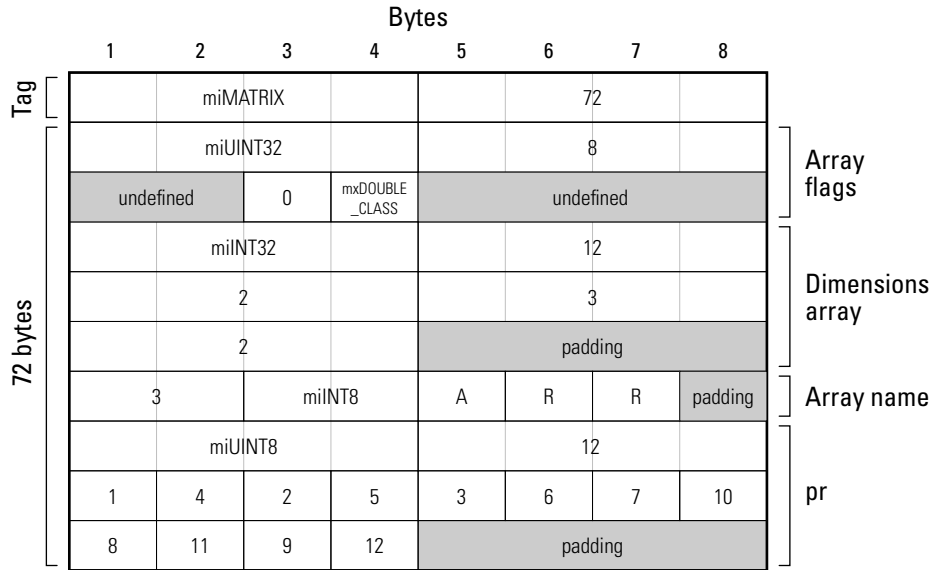 Bytes
1 2 3 4 5 6 7 8
Tag
miMATRIX 72
miUINT32 8
Array
flags
undefined 0 mxDOUBLE
_CLASS undefined
72 bytes
miINT32 12
2 3
Dimensions
array
2 padding
3 miINT8 A R R padding
Array name
miUINT8 12
1 4 2 5 3 6 7 10
pr
8 11 9 12 padding